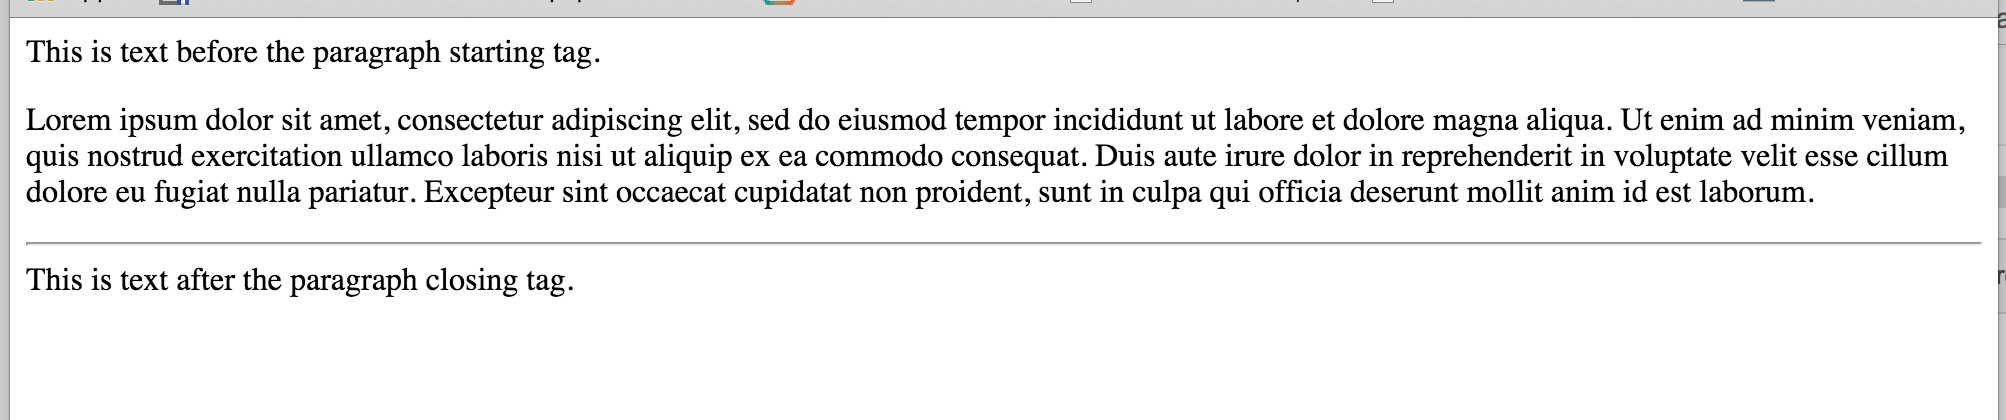 This is text before the paragraph starting tag.
Lorem ipsum dolor sit amet, consectetur adipiscing elit, sed do eiusmod tempor incididunt ut labore et dolore magna aliqua. Ut enim ad minim veniam,
quis nostrud exercitation ullamco laboris nisi ut aliquip ex ea commodo consequat. Duis aute irure dolor in reprehenderit in voluptate velit esse cillum
dolore eu fugiat nulla pariatur. Excepteur sint occaecat cupidatat non proident, sunt in culpa qui officia deserunt mollit anim id est laborum.
This is text after the paragraph closing tag.